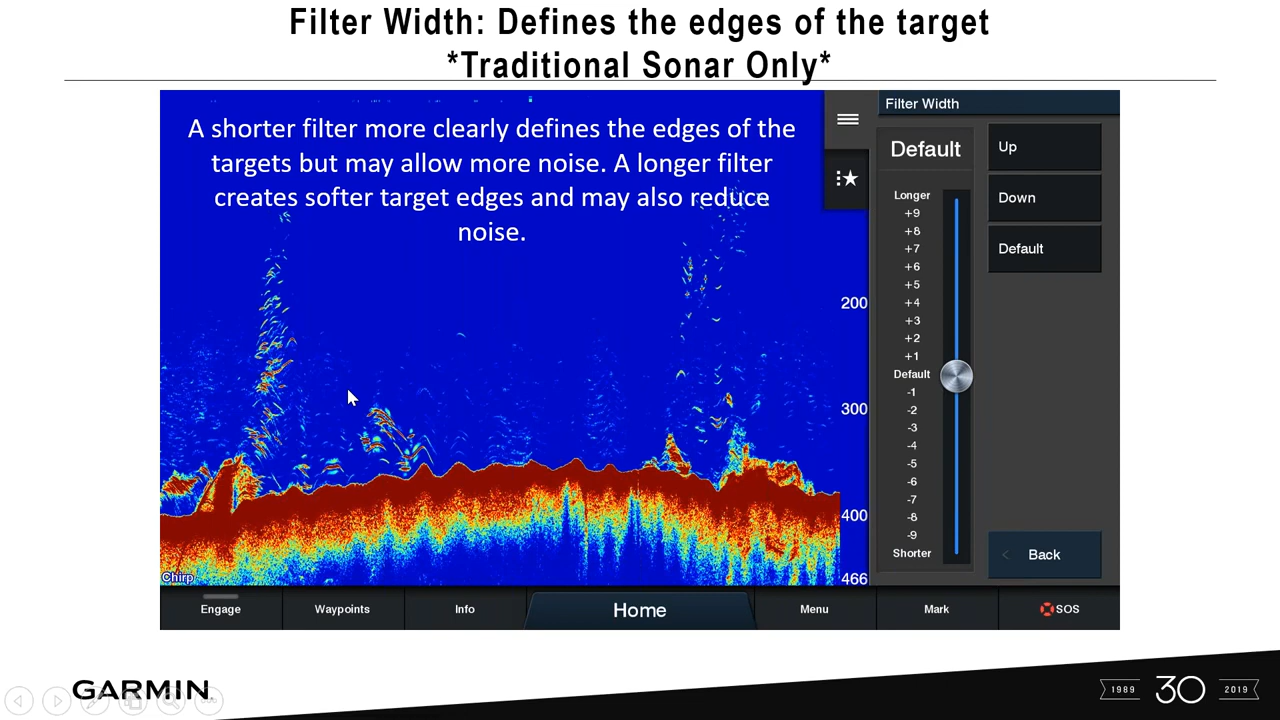 Filter Width: Defines the edges of the target
*Traditional Sonar Only*
A shorter filter more clearly defines the edges of the
targets but may allow more noise. A longer filter
creates softer target edges and may also reduce
noise.
200
300
400
466
Chirp
Filter Width
Default
Longer
+9
+8
+7
+6
+5
+4
+3
+2
+1
Default
-1
-2
-3
-4
-5
-6
-7
-8
-9
Shorter
Up
Down
Default
Back
Engage
Waypoints
Info
Home
Menu
Mark
SOS
GARMIN.
1989 30 2019